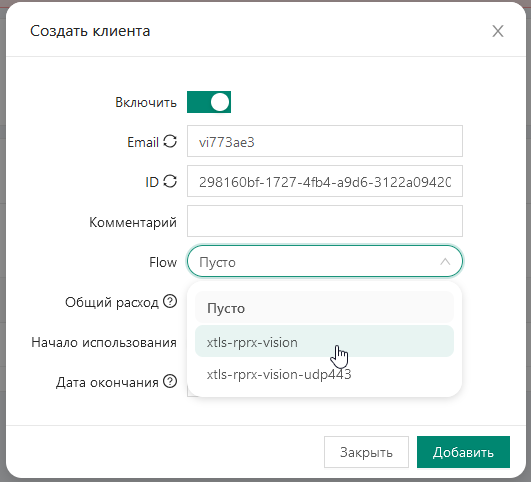 Создать клиента
Включить
Email vi773ae3
ID 298160bf-1727-4fb4-a9d6-3122a09420
Комментарий
Flow Пусто
Общий расход
Пусто
xtls-rprx-vision
Начало использования
xtls-rprx-vision-udp443
Дата окончания
Закрыть Добавить